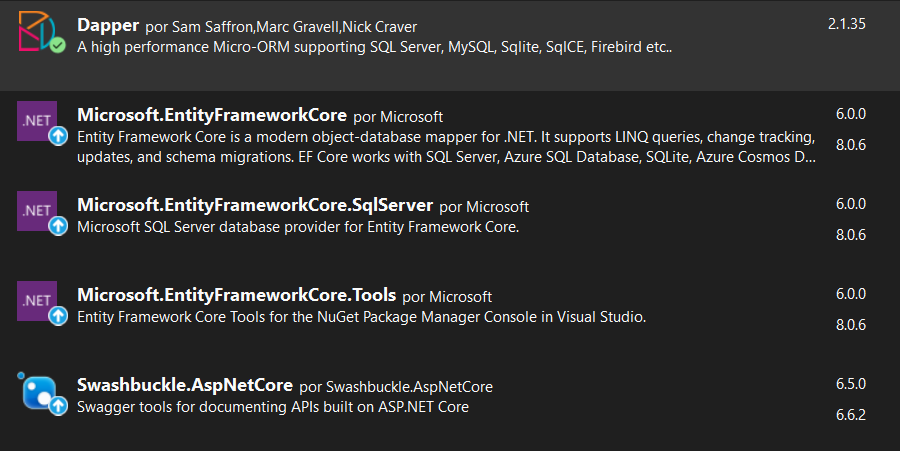 Dapper por Sam Saffron,Marc Gravell,Nick Craver 2.1.35
A high performance Micro-ORM supporting SQL Server, MySQL, Sqlite, SqlCE, Firebird etc..
.NET Microsoft.EntityFrameworkCore por Microsoft 6.0.0
Entity Framework Core is a modern object-database mapper for .NET. It supports LINQ queries, change tracking, 8.0.6
updates, and schema migrations. EF Core works with SQL Server, Azure SQL Database, SQLite, Azure Cosmos D...
.NET Microsoft.EntityFrameworkCore.SqlServer por Microsoft 6.0.0
Microsoft SQL Server database provider for Entity Framework Core. 8.0.6
.NET Microsoft.EntityFrameworkCore.Tools por Microsoft 6.0.0
Entity Framework Core Tools for the NuGet Package Manager Console in Visual Studio. 8.0.6
Swashbuckle.AspNetCore por Swashbuckle.AspNetCore 6.5.0
Swagger tools for documenting APIs built on ASP.NET Core 6.6.2